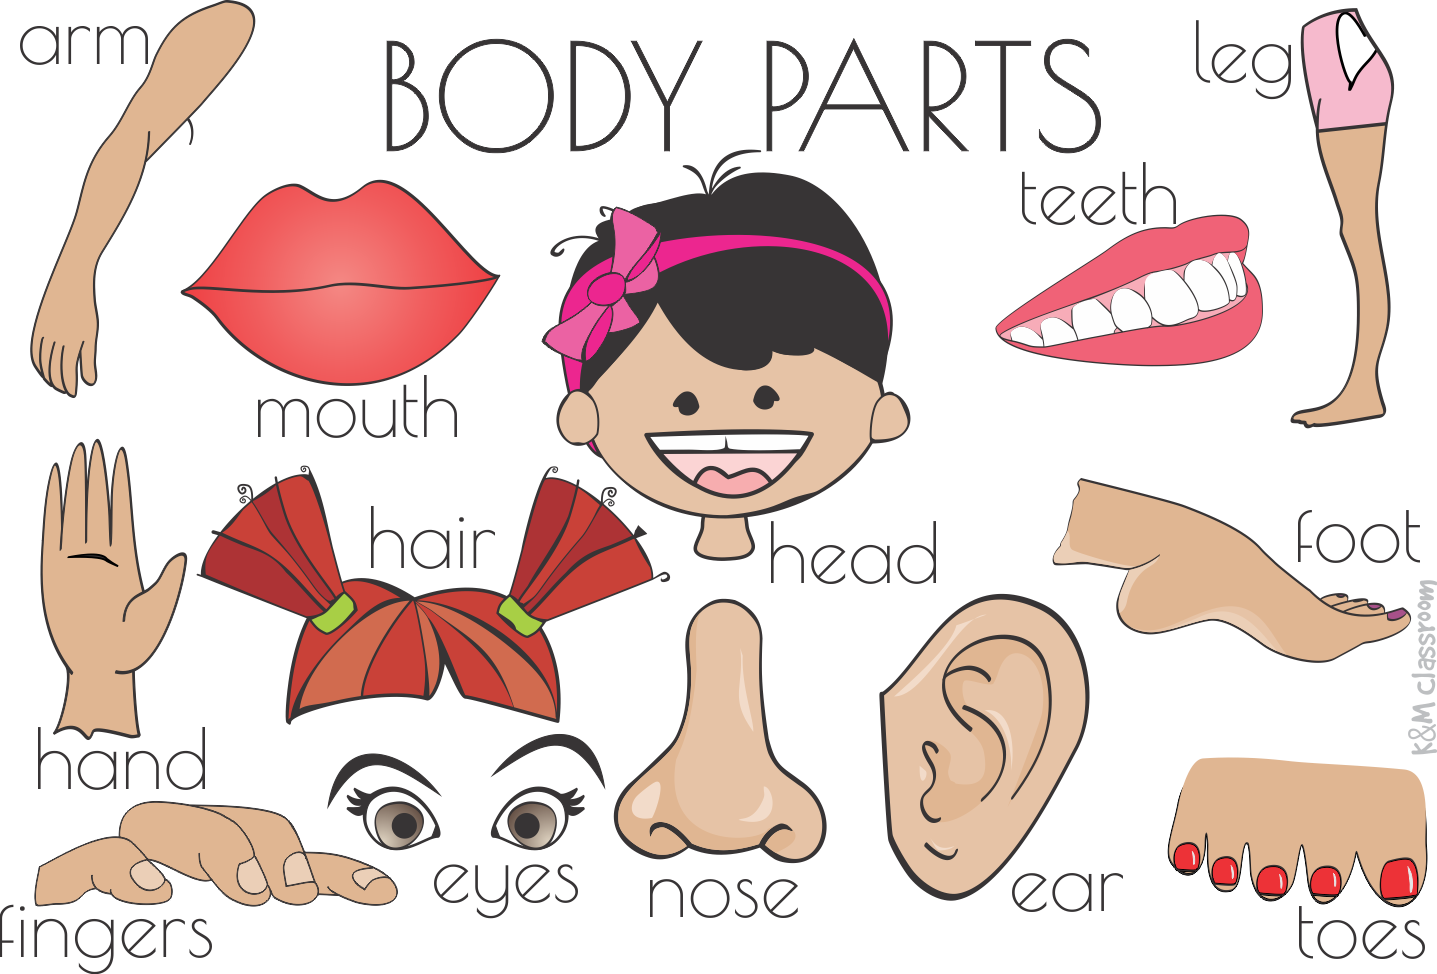 BODY PARTS
arm
leg
teeth
mouth
hair
head
foot
hand
eyes
nose
ear
fingers
toes
K&M Classroom